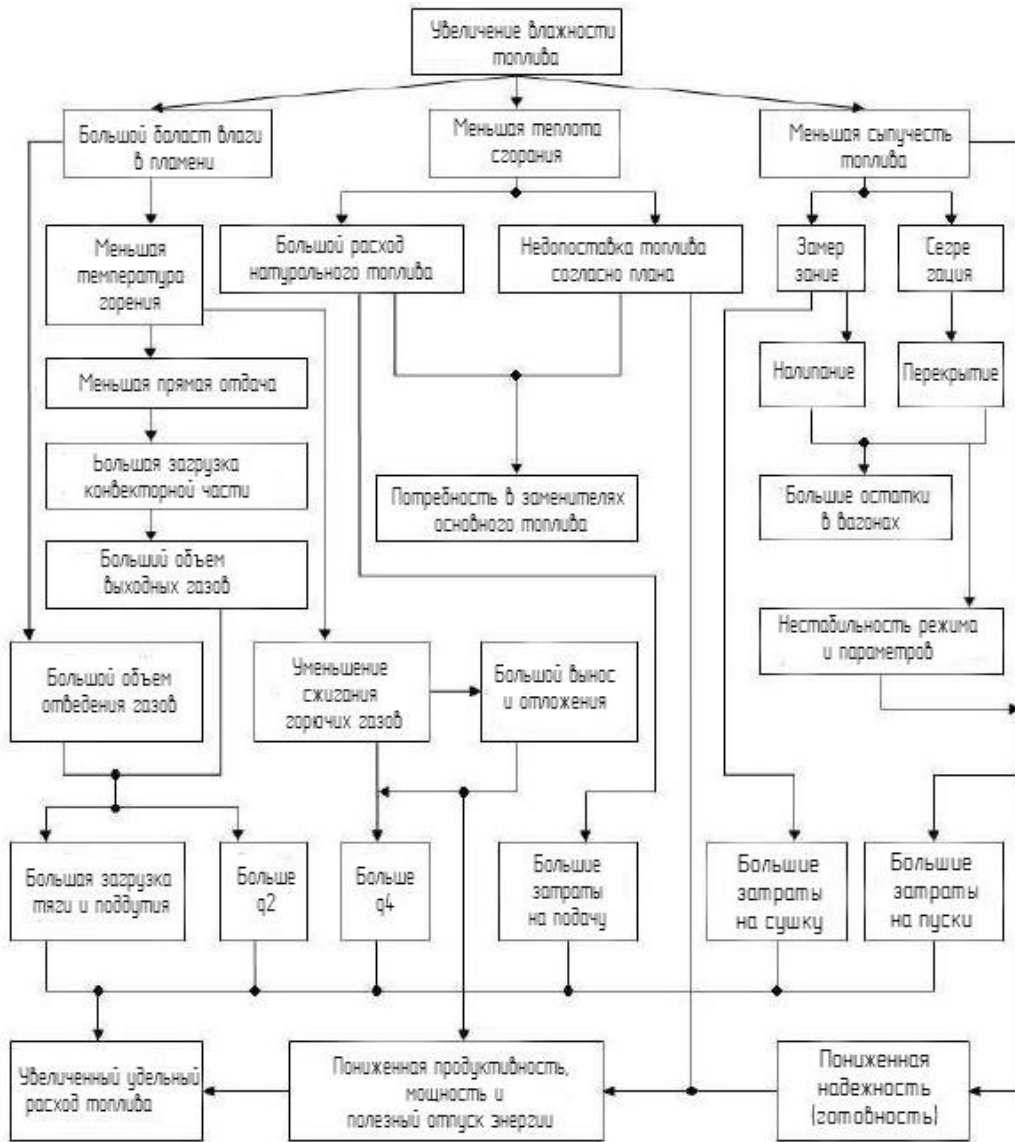 Увеличение влажности
топлива
Большой баласт влаги
в пламени
Меньшая теплота
сгорания
Меньшая сыпучесть
топлива
Меньшая
температура
горения
Большой расход
натурального топлива
Недопоставка топлива
согласно плана
Замер
зание
Сегре
гация
Меньшая прямая отдача
Налипание
Перекрытие
Большая загрузка
конвекторной части
Потребность в заменителях
основного топлива
Большие остатки
в вагонах
Больший объем
выходных газов
Нестабильность режима
и параметров
Большой объем
отведения газов
Уменьшение
сжигания
горючих газов
Большой вынос
и отложения
Большая загрузка
тяги и поддутия
Больше
q2
Больше
q4
Большие
затраты
на подачу
Большие
затраты
на сушку
Большие
затраты
на пуски
Увеличенный удельный
расход топлива
Пониженная продуктивность,
мощность и
полезный отпуск энергии
Пониженная
надежность
(готовность)